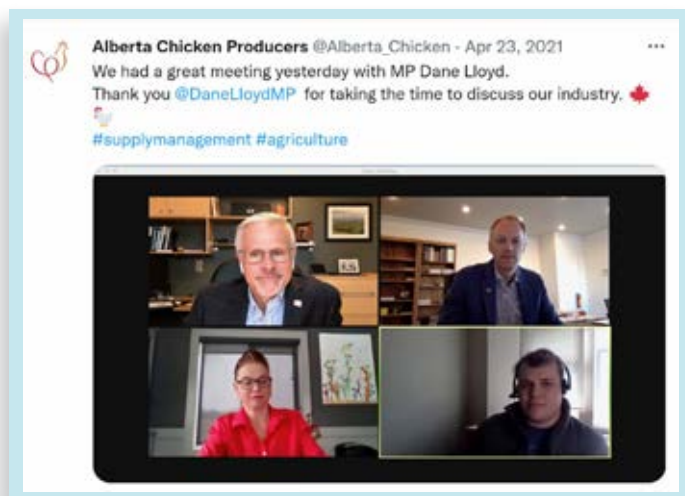 Alberta Chicken Producers @Alberta_Chicken · Apr 23, 2021
We had a great meeting yesterday with MP Dane Lloyd.
Thank you @DaneLloydMP for taking the time to discuss our industry.
#supplymanagement #agriculture